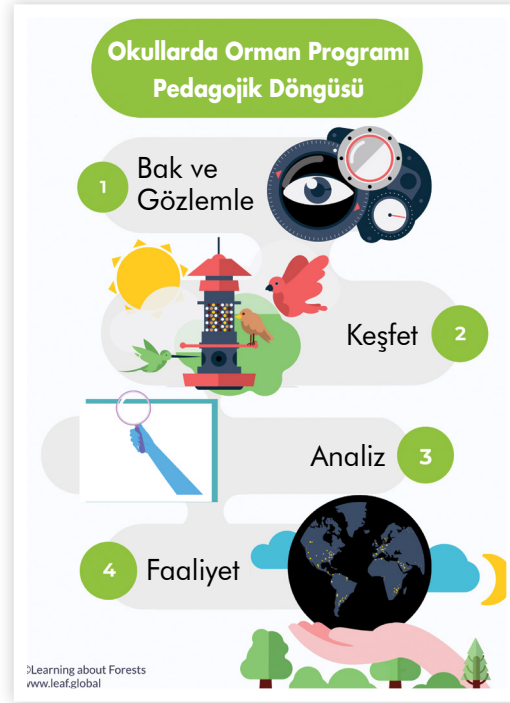 Okullarda Orman Programı
Pedagojik Döngüsü
1
Bak ve
Gözlemle
Keşfet
2
Analiz
3
4
Faaliyet
©Learning about Forests
www.leaf.global